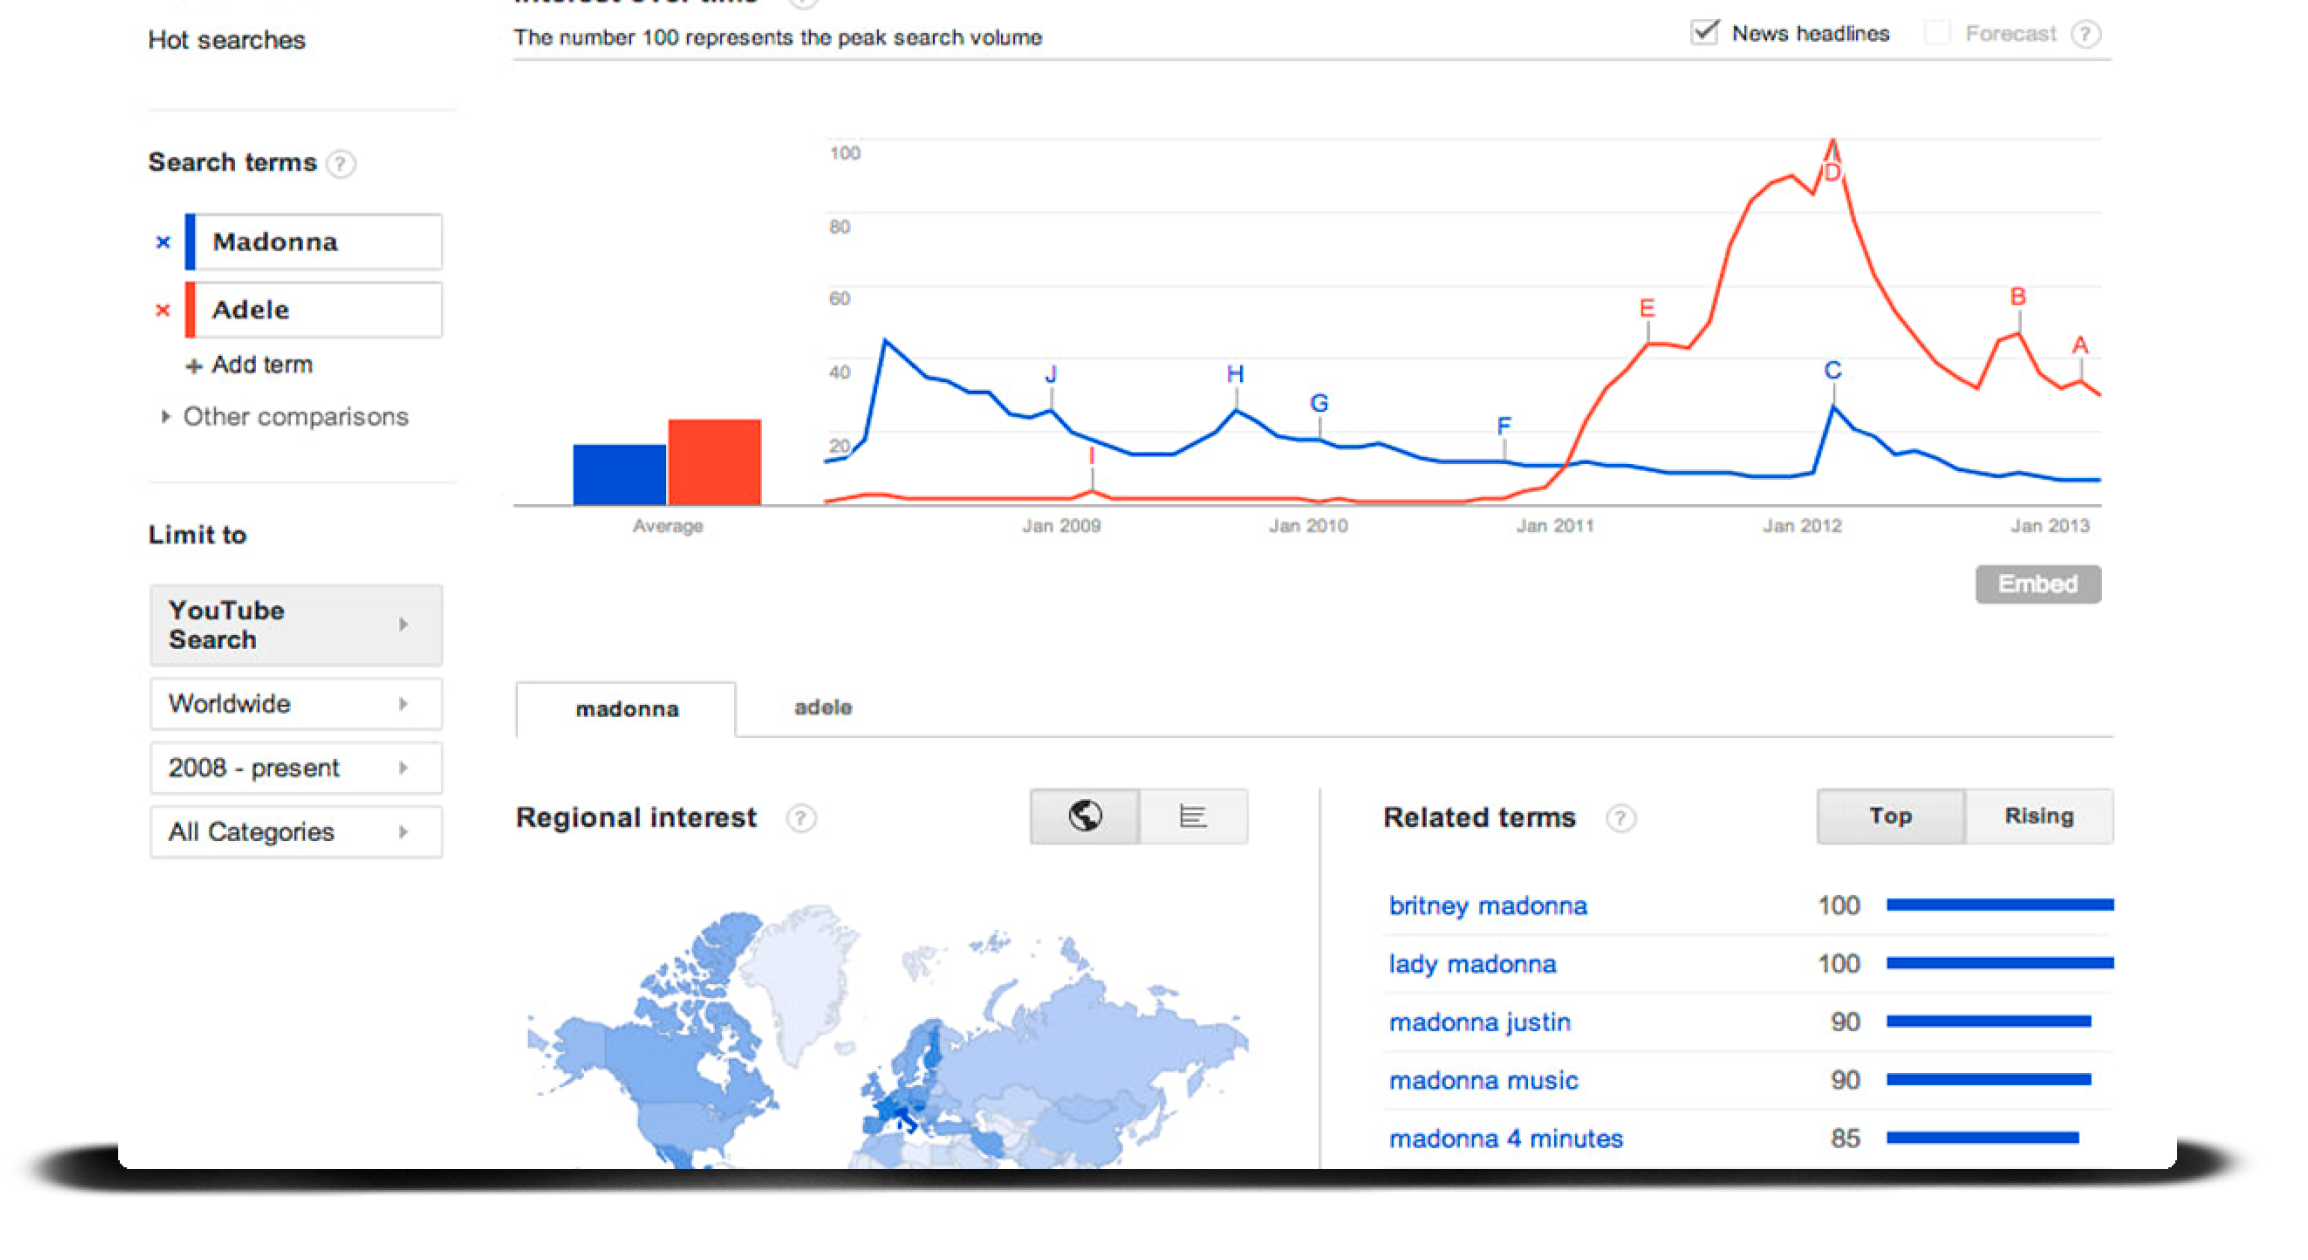 Hot searches
Interest over time ?
The number 100 represents the peak search volume
News headlines
Forecast ?
Search terms ?
× Madonna
× Adele
+ Add term
Other comparisons
Limit to
YouTube
Search
Worldwide
2008 - present
All Categories
100
80
60
40
20
J
I
H
G
F
E
D
C
B
A
Average
Jan 2009
Jan 2010
Jan 2011
Jan 2012
Jan 2013
Embed
madonna
adele
Regional interest ?
Related terms ?
Top
Rising
britney madonna 100
lady madonna 100
madonna justin 90
madonna music 90
madonna 4 minutes 85